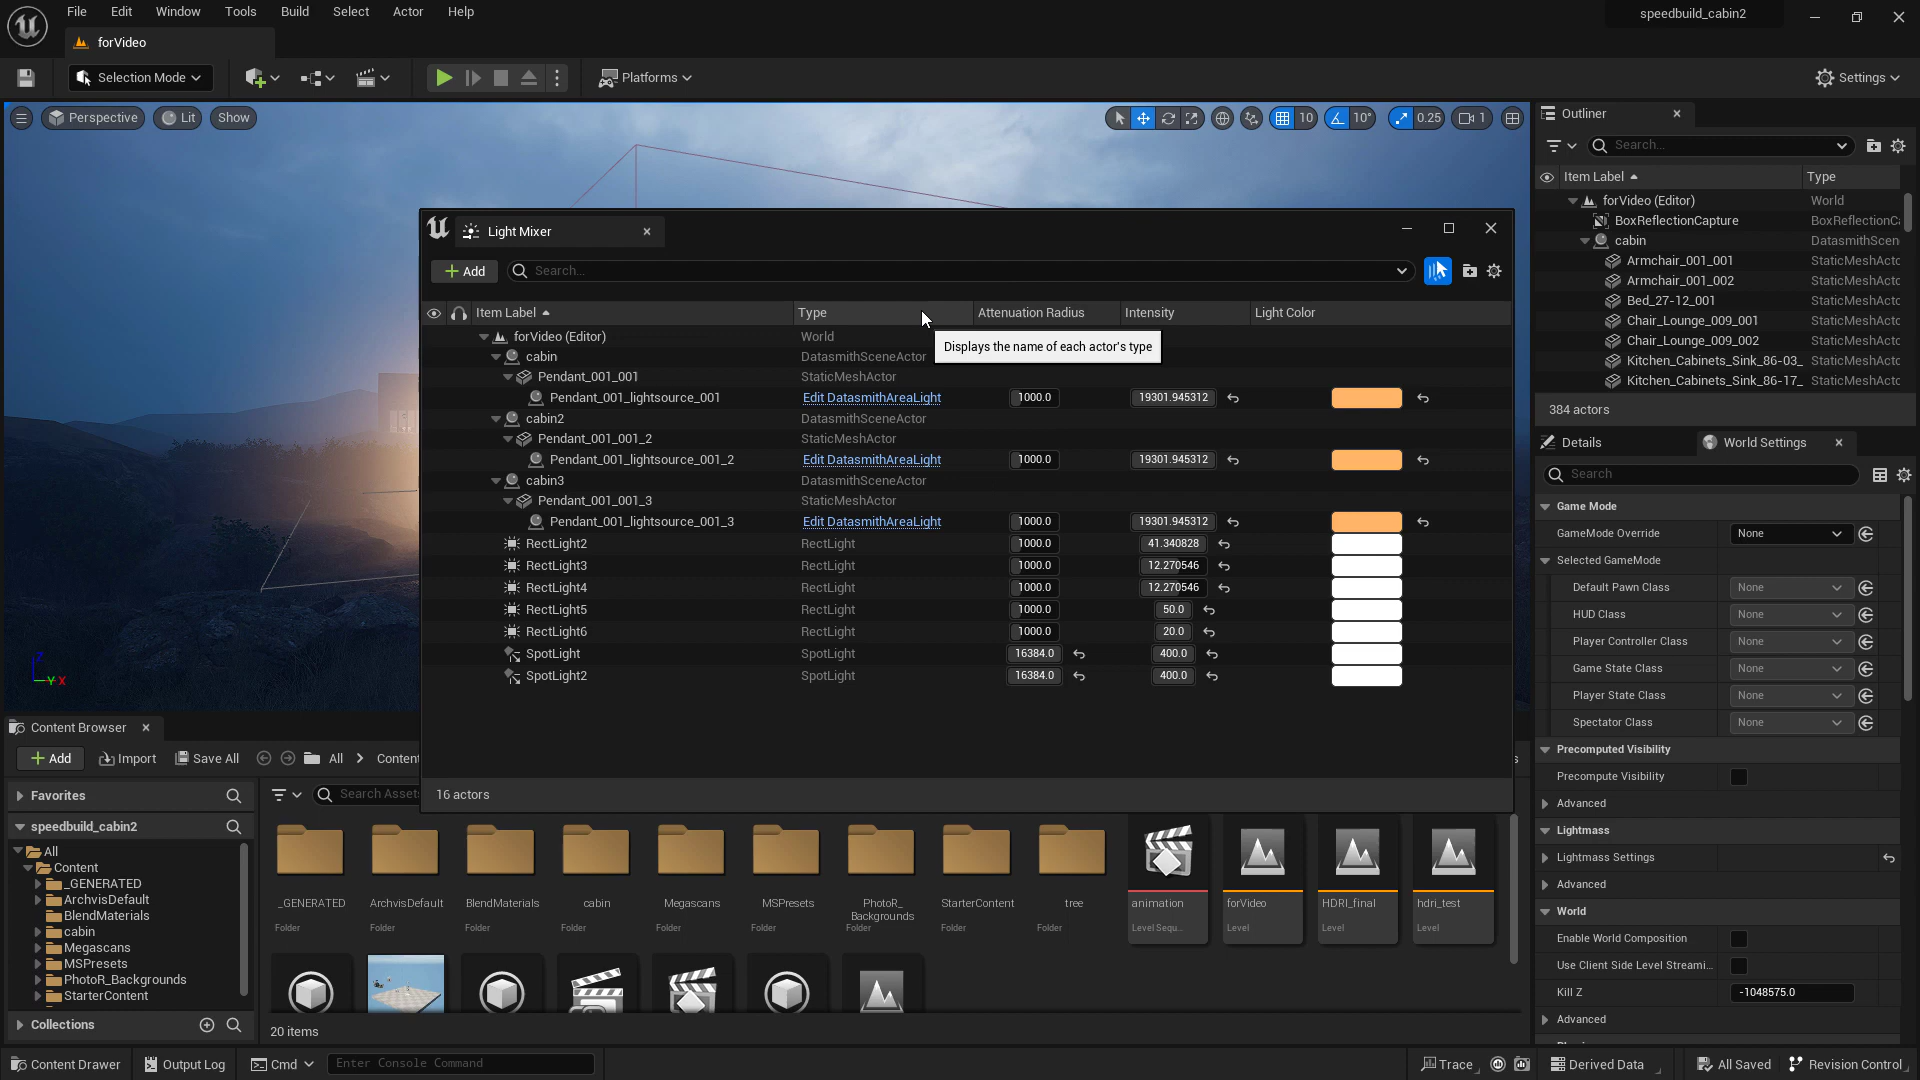 File Edit Window Tools Build Select Actor Help speedbuild_cabin2
forVideo
Selection Mode Platforms Settings
Perspective Lit Show 10 10° 0.25 1
Outliner
Search...
Item Label Type
forVideo (Editor) World
BoxReflectionCapture BoxReflectionCa
cabin DatasmithScen
Armchair_001_001 StaticMeshActo
Armchair_001_002 StaticMeshActo
Bed_27-12_001 StaticMeshActo
Chair_Lounge_009_001 StaticMeshActo
Chair_Lounge_009_002 StaticMeshActo
Kitchen_Cabinets_Sink_86-03_ StaticMeshActo
Kitchen_Cabinets_Sink_86-17_ StaticMeshActo
384 actors
Light Mixer
Add Search...
Item Label Type Attenuation Radius Intensity Light Color
Displays the name of each actor's type
forVideo (Editor) World
cabin DatasmithSceneActor
Pendant_001_001 StaticMeshActor
Pendant_001_lightsource_001 Edit DatasmithAreaLight 1000.0 19301.945312
cabin2 DatasmithSceneActor
Pendant_001_001_2 StaticMeshActor
Pendant_001_lightsource_001_2 Edit DatasmithAreaLight 1000.0 19301.945312
cabin3 DatasmithSceneActor
Pendant_001_001_3 StaticMeshActor
Pendant_001_lightsource_001_3 Edit DatasmithAreaLight 1000.0 19301.945312
RectLight2 RectLight 1000.0 41.340828
RectLight3 RectLight 1000.0 12.270546
RectLight4 RectLight 1000.0 12.270546
RectLight5 RectLight 1000.0 50.0
RectLight6 RectLight 1000.0 20.0
SpotLight SpotLight 16384.0 400.0
SpotLight2 SpotLight 16384.0 400.0
16 actors
Details World Settings
Search
Game Mode
GameMode Override None
Selected GameMode
Default Pawn Class None
HUD Class None
Player Controller Class None
Game State Class None
Player State Class None
Spectator Class None
Precomputed Visibility
Precompute Visibility
Advanced
Lightmass
Lightmass Settings
Advanced
World
Enable World Composition
Use Client Side Level Streami...
Kill Z -1048575.0
Advanced
Z
Y X
Content Browser
Add Import Save All All Conten s
Favorites
speedbuild_cabin2
All
Content
_GENERATED
ArchvisDefault
BlendMaterials
cabin
Megascans
MSPresets
PhotoR_Backgrounds
StarterContent
Collections
Search Asset
_GENERATED ArchvisDefault BlendMaterials cabin Megascans MSPresets PhotoR_ StarterContent tree animation forVideo HDRI_final hdri_test
Backgrounds
Folder Folder Folder Folder Folder Folder Folder Folder Folder Level Sequ... Level Level Level
20 items
Content Drawer Output Log Cmd Enter Console Command Trace Derived Data All Saved Revision Control